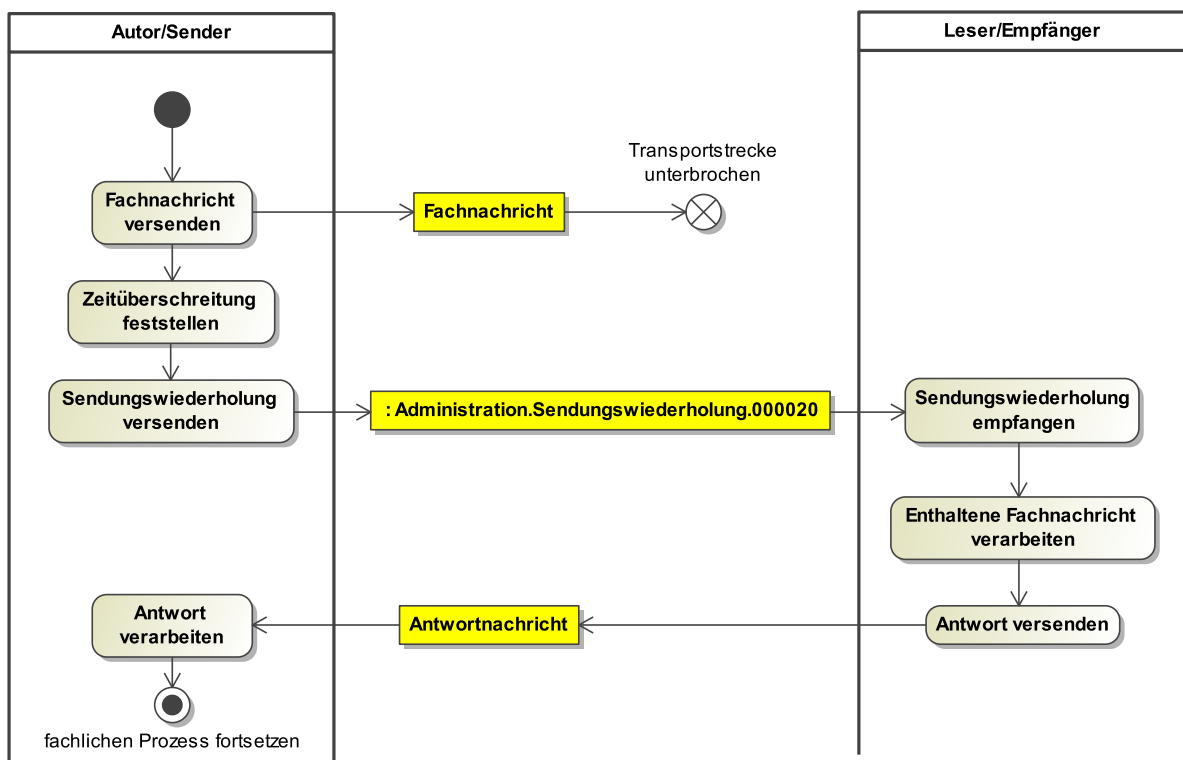 Autor/Sender
Leser/Empfänger
Transportstrecke
unterbrochen
Fachnachricht
versenden
Fachnachricht
Zeitüberschreitung
feststellen
Sendungswiederholung
versenden
: Administration.Sendungswiederholung.000020
Sendungswiederholung
empfangen
Enthaltene Fachnachricht
verarbeiten
Antwort
verarbeiten
Antwortnachricht
Antwort versenden
fachlichen Prozess fortsetzen